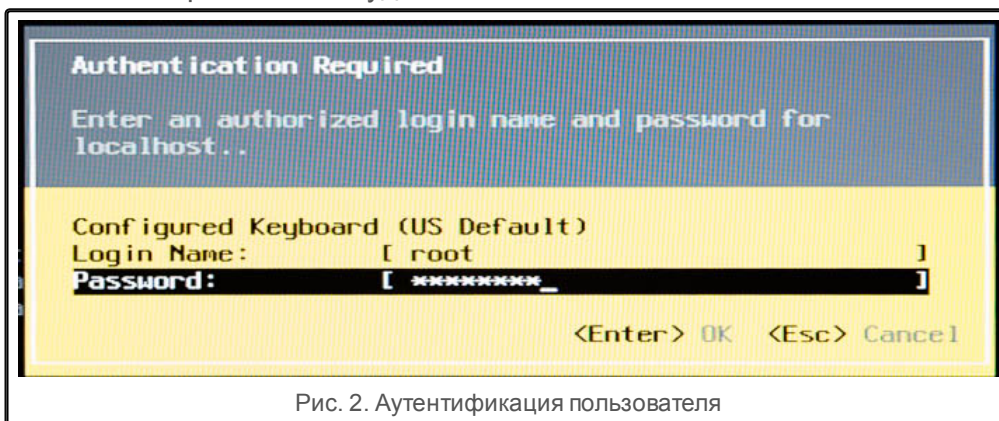 Authentication Required
Enter an authorized login name and password for
localhost..
Configured Keyboard (US Default)
Login Name: [ root ]
Password: [ ********_ ]
<Enter> OK <Esc> Cancel
Рис. 2. Аутентификация пользователя